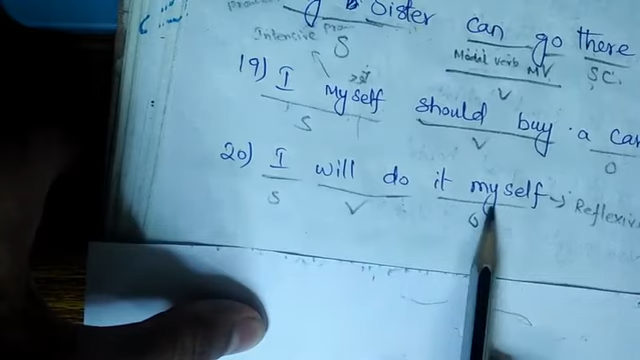 Sister can go there
Intensive pro S Modal verb MV SC.
V
19) I myself should buy a car
S V O
20) I will do it myself → Reflexive
S V O